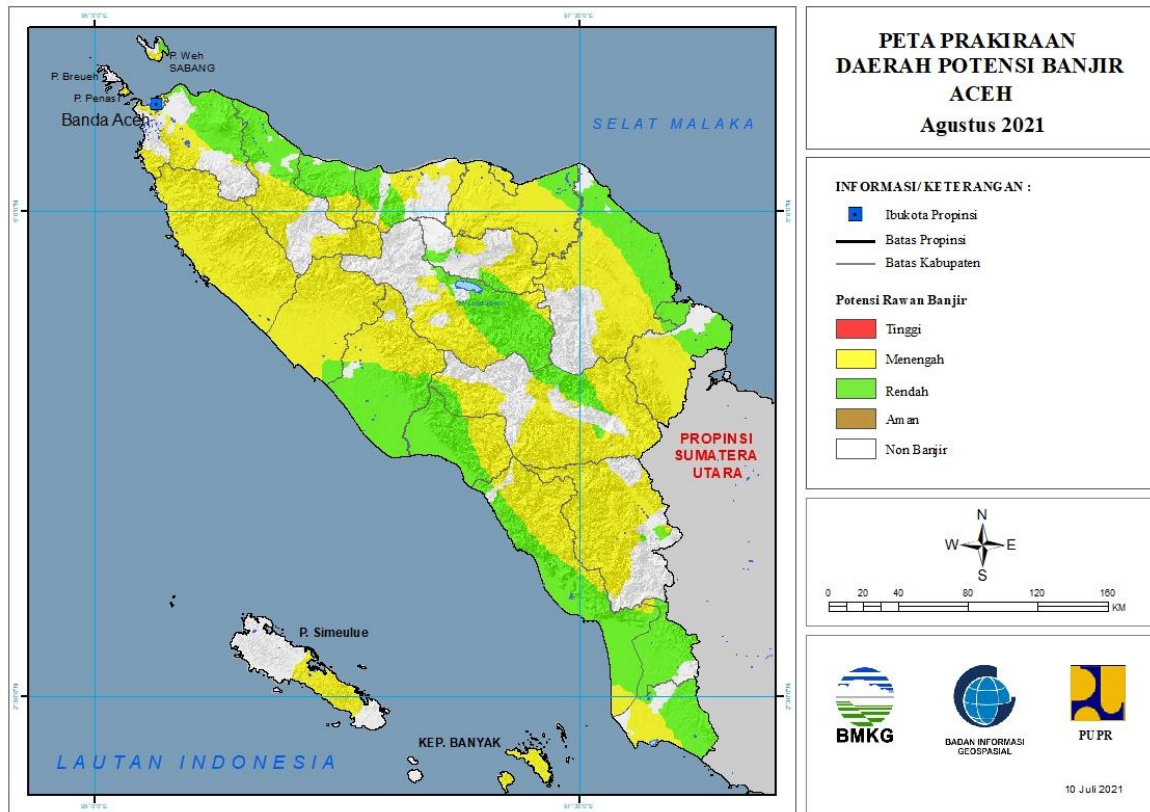 PETA PRAKIRAAN
DAERAH POTENSI BANJIR
ACEH
Agustus 2021
INFORMASI/ KETERANGAN :
Ibukota Propinsi
Batas Propinsi
Batas Kabupaten
Potensi Rawan Banjir
Tinggi
Menengah
Rendah
Aman
Non Banjir
N
W E
S
0 20 40 60 80 120 160
KM
BMKG
BADAN INFORMASI
GEOSPASIAL
PUPR
10 Juli 2021
P. Weh
SABANG
P. Breueh
P. Penasi
Banda Aceh
SELAT MALAKA
PROPINSI
SUMATERA
UTARA
P. Simeulue
KEP. BANYAK
LAUTAN INDONESIA